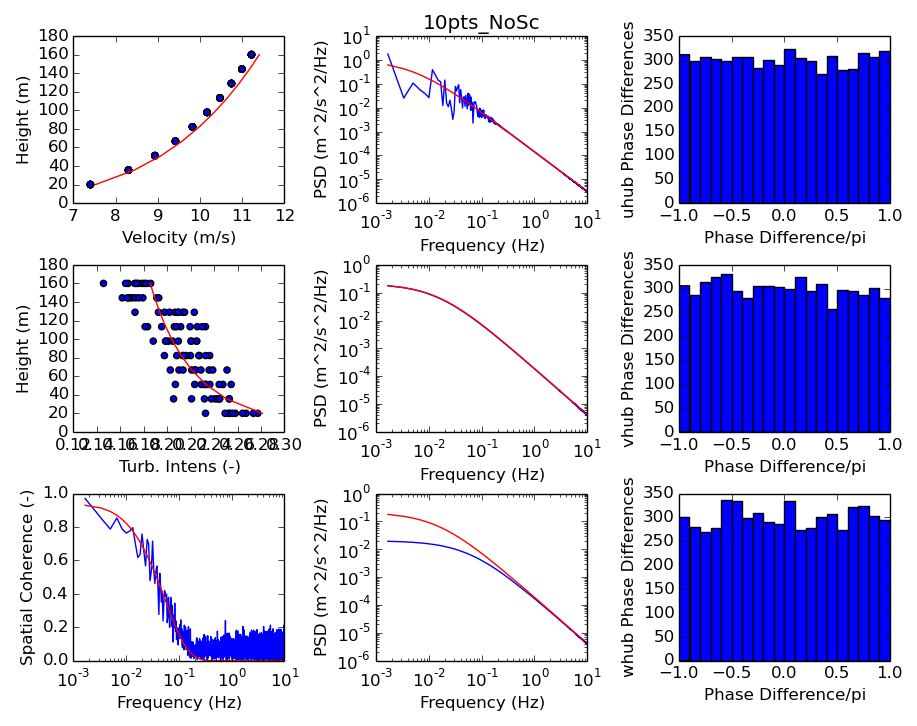 10pts_NoSc
Height (m)
180
160
140
120
100
80
60
40
20
0
7 8 9 10 11 12
Velocity (m/s)
PSD (m^2/s^2/Hz)
10^1
10^0
10^-1
10^-2
10^-3
10^-4
10^-5
10^-6
10^-3 10^-2 10^-1 10^0 10^1
Frequency (Hz)
uhub Phase Differences
350
300
250
200
150
100
50
0
−1.0 −0.5 0.0 0.5 1.0
Phase Difference/pi
Height (m)
180
160
140
120
100
80
60
40
20
0
0.10 0.12 0.14 0.16 0.18 0.20 0.22 0.24 0.26 0.28 0.30
Turb. Intens (-)
PSD (m^2/s^2/Hz)
10^0
10^-1
10^-2
10^-3
10^-4
10^-5
10^-6
10^-3 10^-2 10^-1 10^0 10^1
Frequency (Hz)
vhub Phase Differences
350
300
250
200
150
100
50
0
−1.0 −0.5 0.0 0.5 1.0
Phase Difference/pi
Spatial Coherence (-)
1.0
0.8
0.6
0.4
0.2
0.0
10^-3 10^-2 10^-1 10^0 10^1
Frequency (Hz)
PSD (m^2/s^2/Hz)
10^0
10^-1
10^-2
10^-3
10^-4
10^-5
10^-6
10^-3 10^-2 10^-1 10^0 10^1
Frequency (Hz)
whub Phase Differences
350
300
250
200
150
100
50
0
−1.0 −0.5 0.0 0.5 1.0
Phase Difference/pi